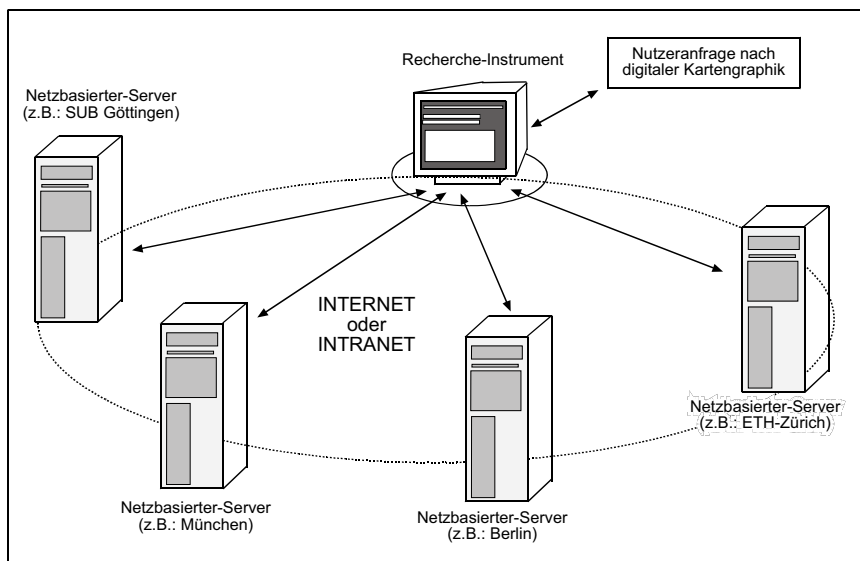 Recherche-Instrument
Nutzeranfrage nach
digitaler Kartengraphik
Netzbasierter-Server
(z.B.: SUB Göttingen)
INTERNET
oder
INTRANET
Netzbasierter-Server
(z.B.: ETH-Zürich)
Netzbasierter-Server
(z.B.: München)
Netzbasierter-Server
(z.B.: Berlin)